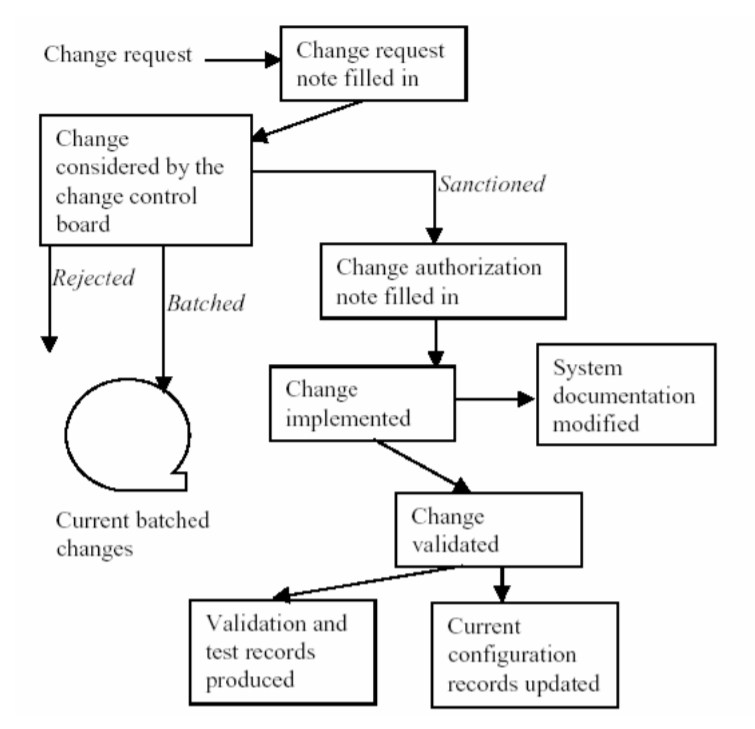 Change request
Change request
note filled in
Change
considered by the
change control
board
Sanctioned
Rejected
Batched
Change authorization
note filled in
Change
implemented
System
documentation
modified
Current batched
changes
Change
validated
Validation and
test records
produced
Current
configuration
records updated